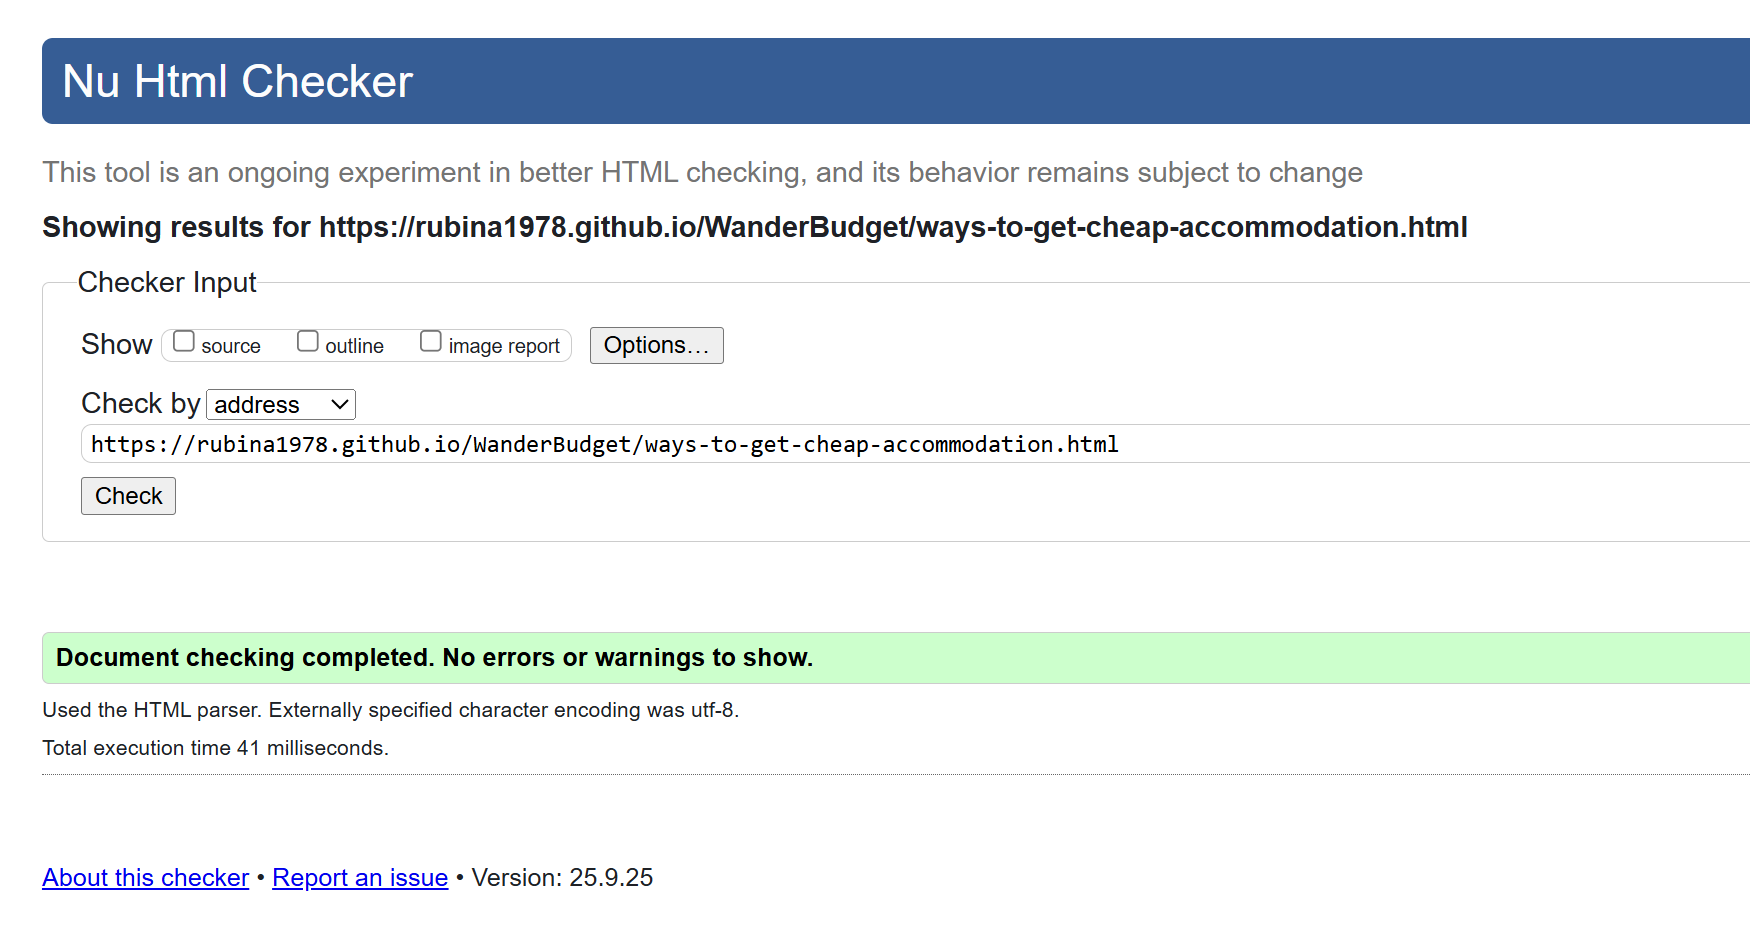 Nu Html Checker
This tool is an ongoing experiment in better HTML checking, and its behavior remains subject to change
Showing results for https://rubina1978.github.io/WanderBudget/ways-to-get-cheap-accommodation.html
Checker Input
Show source outline image report Options...
Check by address
https://rubina1978.github.io/WanderBudget/ways-to-get-cheap-accommodation.html
Check
Document checking completed. No errors or warnings to show.
Used the HTML parser. Externally specified character encoding was utf-8.
Total execution time 41 milliseconds.
About this checker • Report an issue • Version: 25.9.25